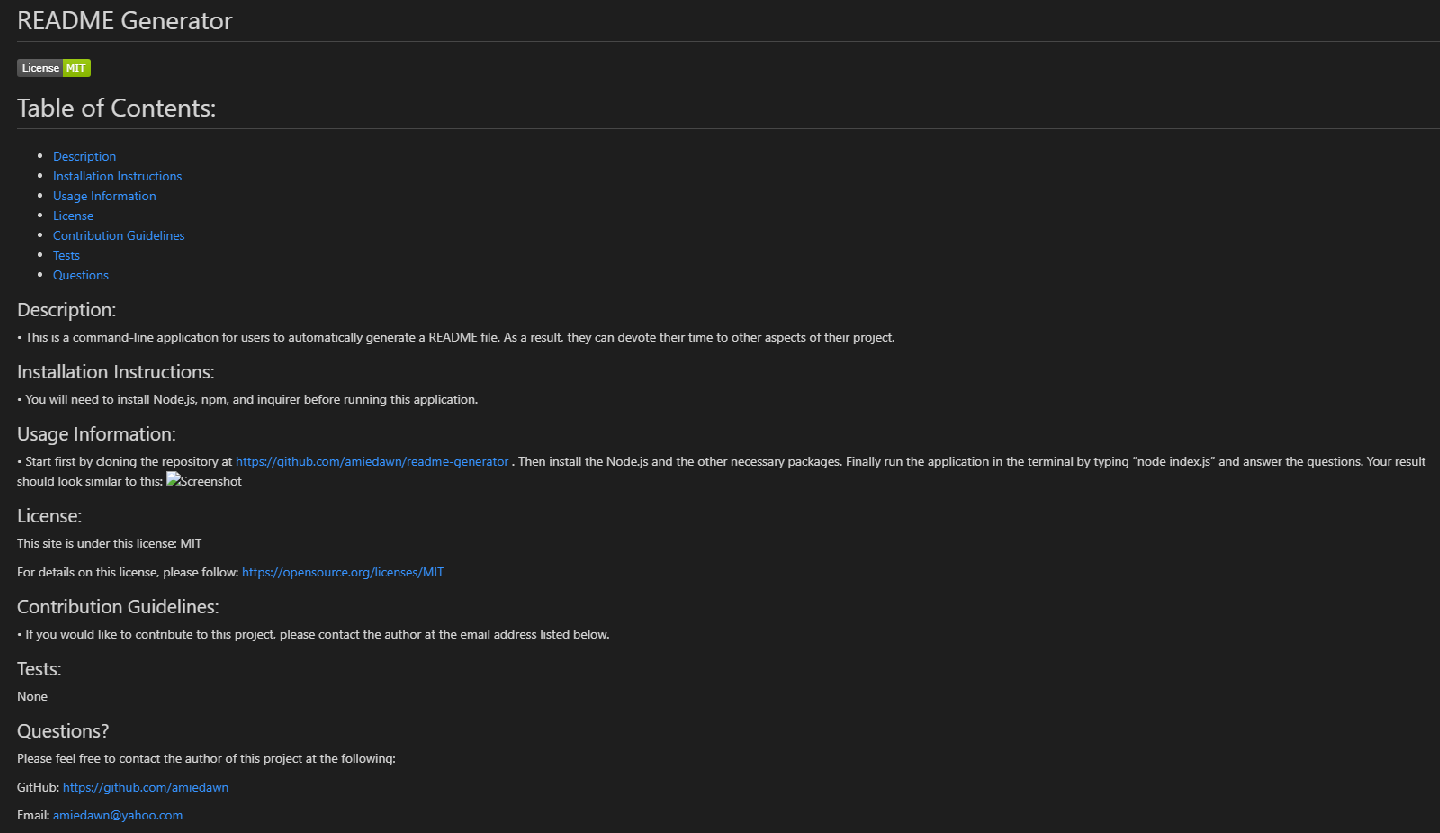 README Generator
License MIT
Table of Contents:
• Description
• Installation Instructions
• Usage Information
• License
• Contribution Guidelines
• Tests
• Questions
Description:
• This is a command-line application for users to automatically generate a README file. As a result, they can devote their time to other aspects of their project.
Installation Instructions:
• You will need to install Node.js, npm, and inquirer before running this application.
Usage Information:
• Start first by cloning the repository at https://github.com/amiedawn/readme-generator . Then install the Node.js and the other necessary packages. Finally run the application in the terminal by typing "node index.js" and answer the questions. Your result
should look similar to this: Screenshot
License:
This site is under this license: MIT
For details on this license, please follow: https://opensource.org/licenses/MIT
Contribution Guidelines:
• If you would like to contribute to this project, please contact the author at the email address listed below.
Tests:
None
Questions?
Please feel free to contact the author of this project at the following:
GitHub: https://github.com/amiedawn
Email: amiedawn@yahoo.com